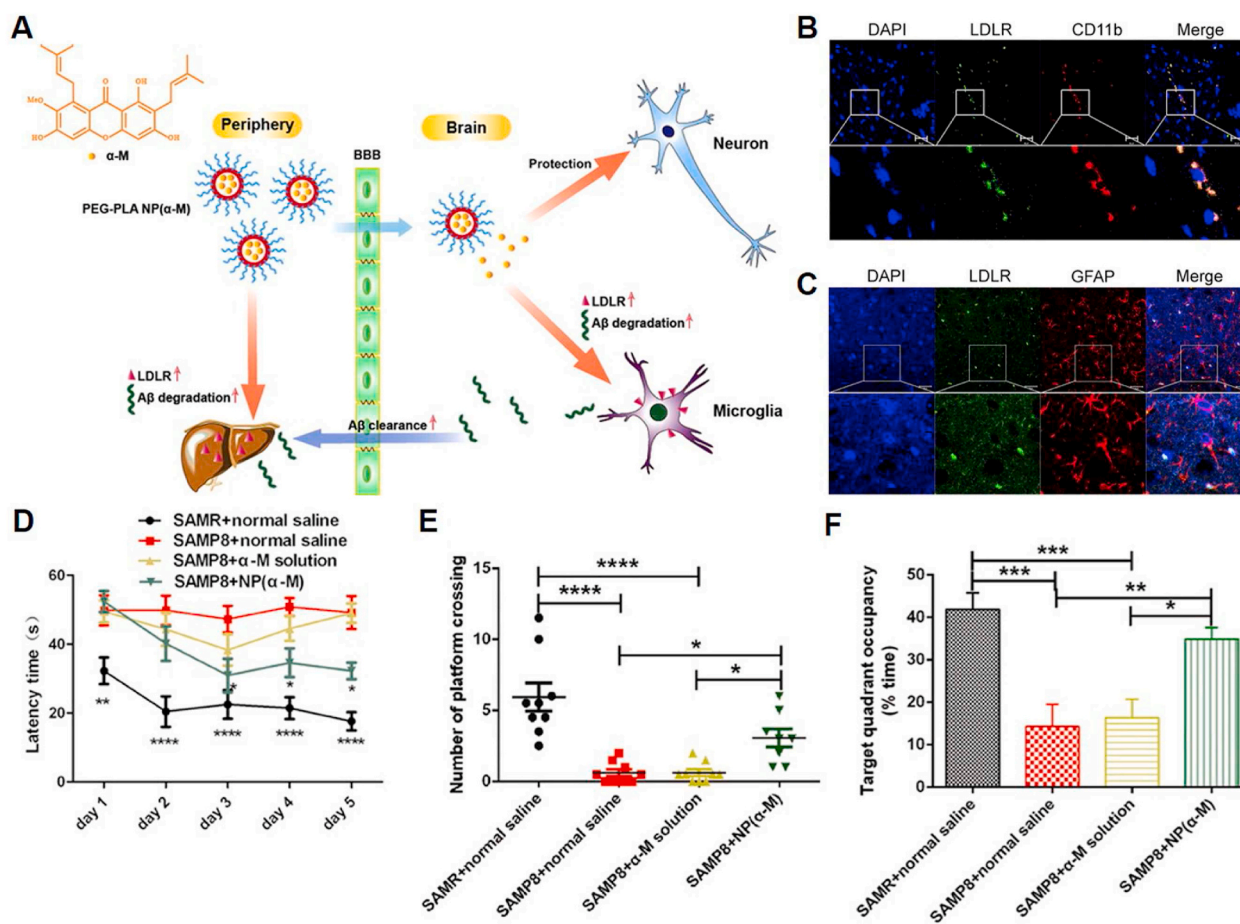 A
MeO
HO
O
O
OH
OH
α-M
PEG-PLA NP(α-M)
Periphery
BBB
Brain
Protection
Neuron
LDLR↑
Aβ degradation↑
LDLR↑
Aβ degradation↑
Aβ clearance ↑
Microglia
B
DAPI LDLR CD11b Merge
C
DAPI LDLR GFAP Merge
D
SAMR+normal saline
SAMP8+normal saline
SAMP8+α-M solution
SAMP8+NP(α-M)
Latency time (s)
60
40
20
0
** **** **** **** ****
* * *
day 1 day 2 day 3 day 4 day 5
E
Number of platform crossing
15
10
5
0
****
****
*
*
SAMR+normal saline
SAMP8+normal saline
SAMP8+α-M solution
SAMP8+NP(α-M)
F
Target quadrant occupancy
(% time)
50
40
30
20
10
0
***
***
**
*
SAMR+normal saline
SAMP8+normal saline
SAMP8+α-M solution
SAMP8+NP(α-M)